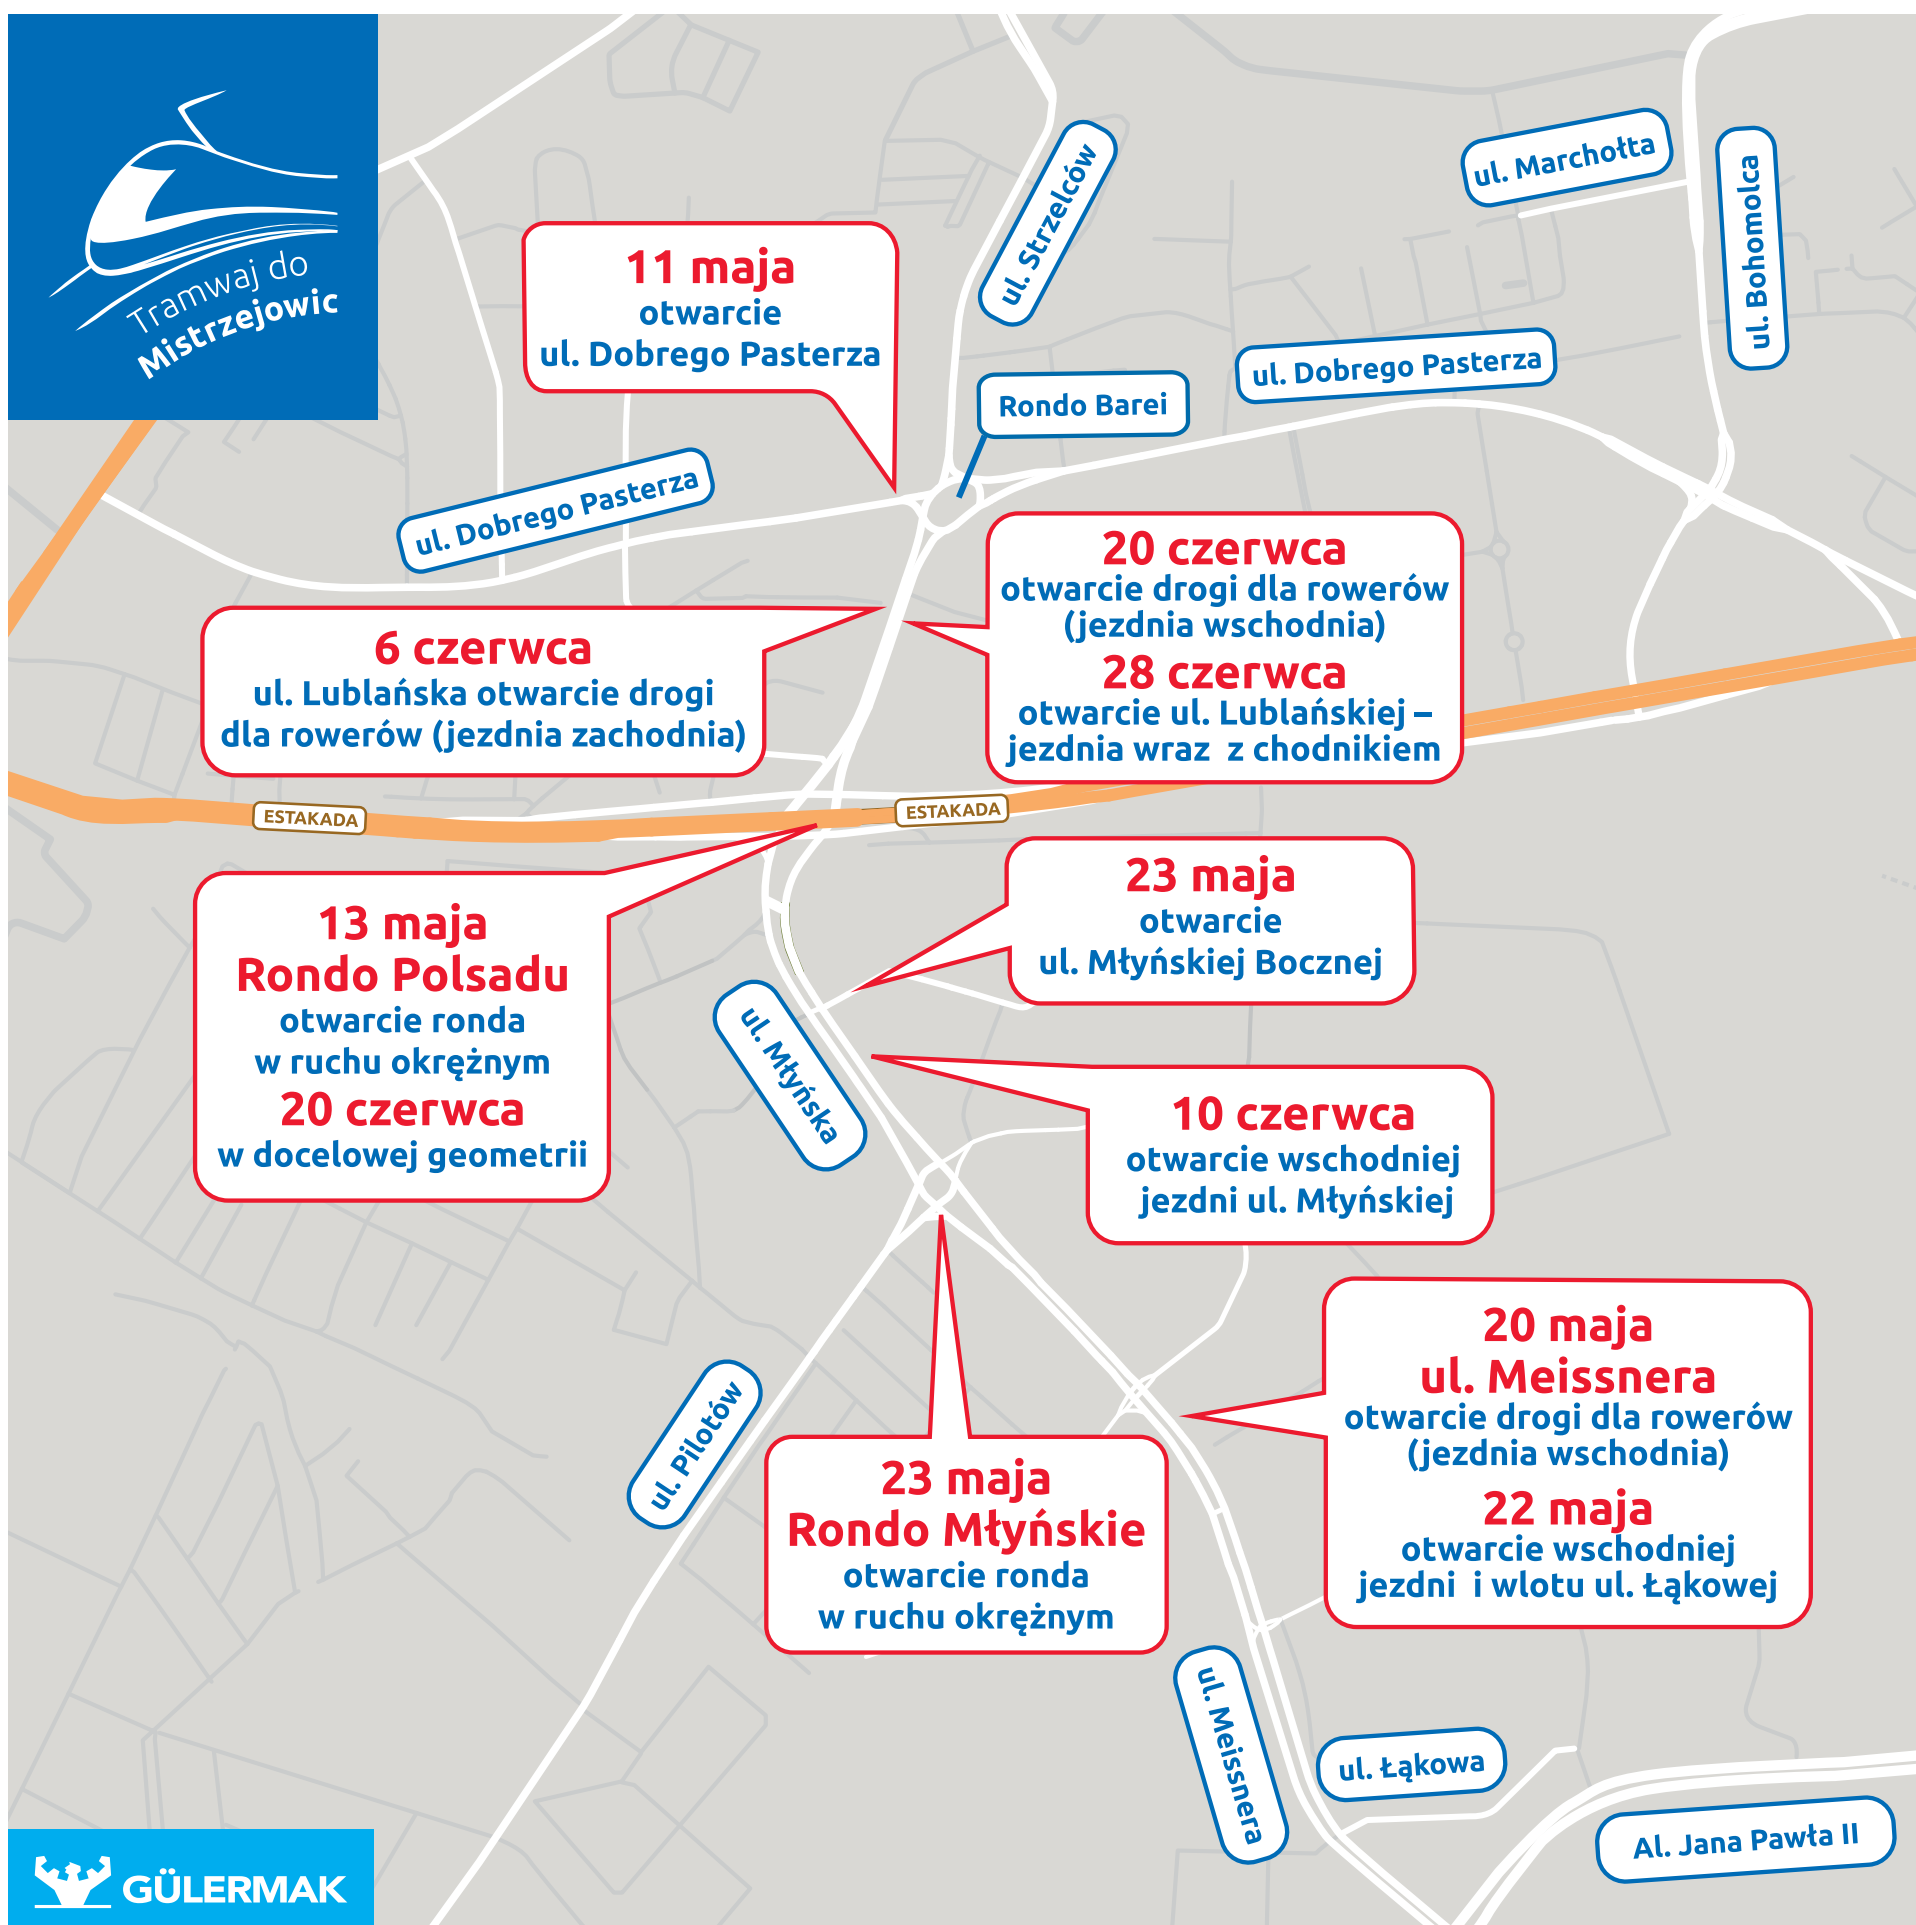 Tramwaj do
Mistrzejowic
ul. Strzelców
ul. Marchołta
ul. Bohomolca
11 maja
otwarcie
ul. Dobrego Pasterza
ul. Dobrego Pasterza
Rondo Barei
ul. Dobrego Pasterza
20 czerwca
otwarcie drogi dla rowerów
(jezdnia wschodnia)
28 czerwca
otwarcie ul. Lublańskiej –
jezdnia wraz z chodnikiem
6 czerwca
ul. Lublańska otwarcie drogi
dla rowerów (jezdnia zachodnia)
ESTAKADA
ESTAKADA
23 maja
otwarcie
ul. Młyńskiej Bocznej
13 maja
Rondo Polsadu
otwarcie ronda
w ruchu okrężnym
20 czerwca
w docelowej geometrii
ul. Młyńska
10 czerwca
otwarcie wschodniej
jezdni ul. Młyńskiej
20 maja
ul. Meissnera
otwarcie drogi dla rowerów
(jezdnia wschodnia)
22 maja
otwarcie wschodniej
jezdni i wlotu ul. Łąkowej
ul. Pilotów
23 maja
Rondo Młyńskie
otwarcie ronda
w ruchu okrężnym
ul. Meissnera
ul. Łąkowa
Al. Jana Pawła II
GÜLERMAK